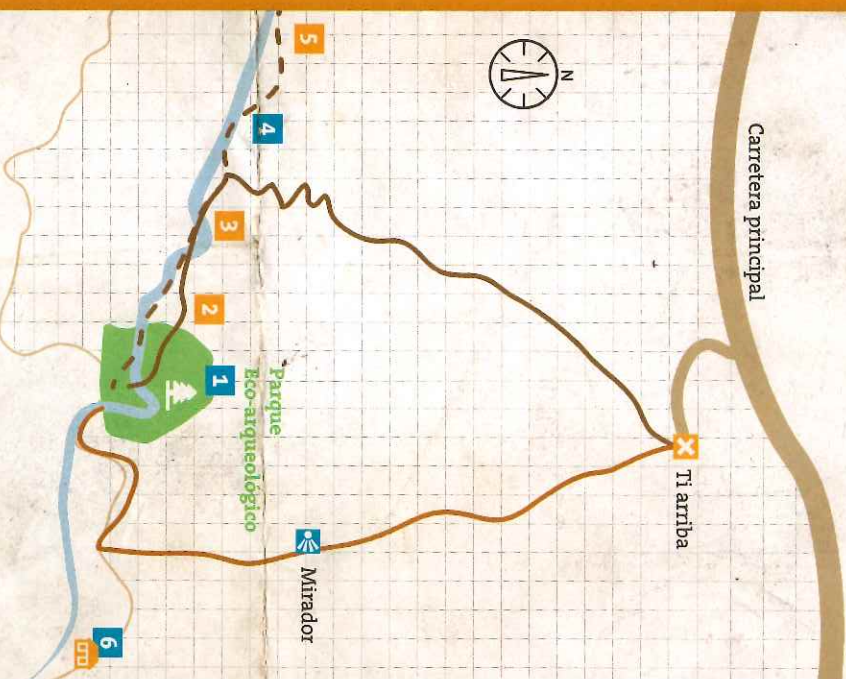 Carretera principal
Ti arriba
N
5
Mirador
4
Parque
Eco-arqueológico
3
2
1
6